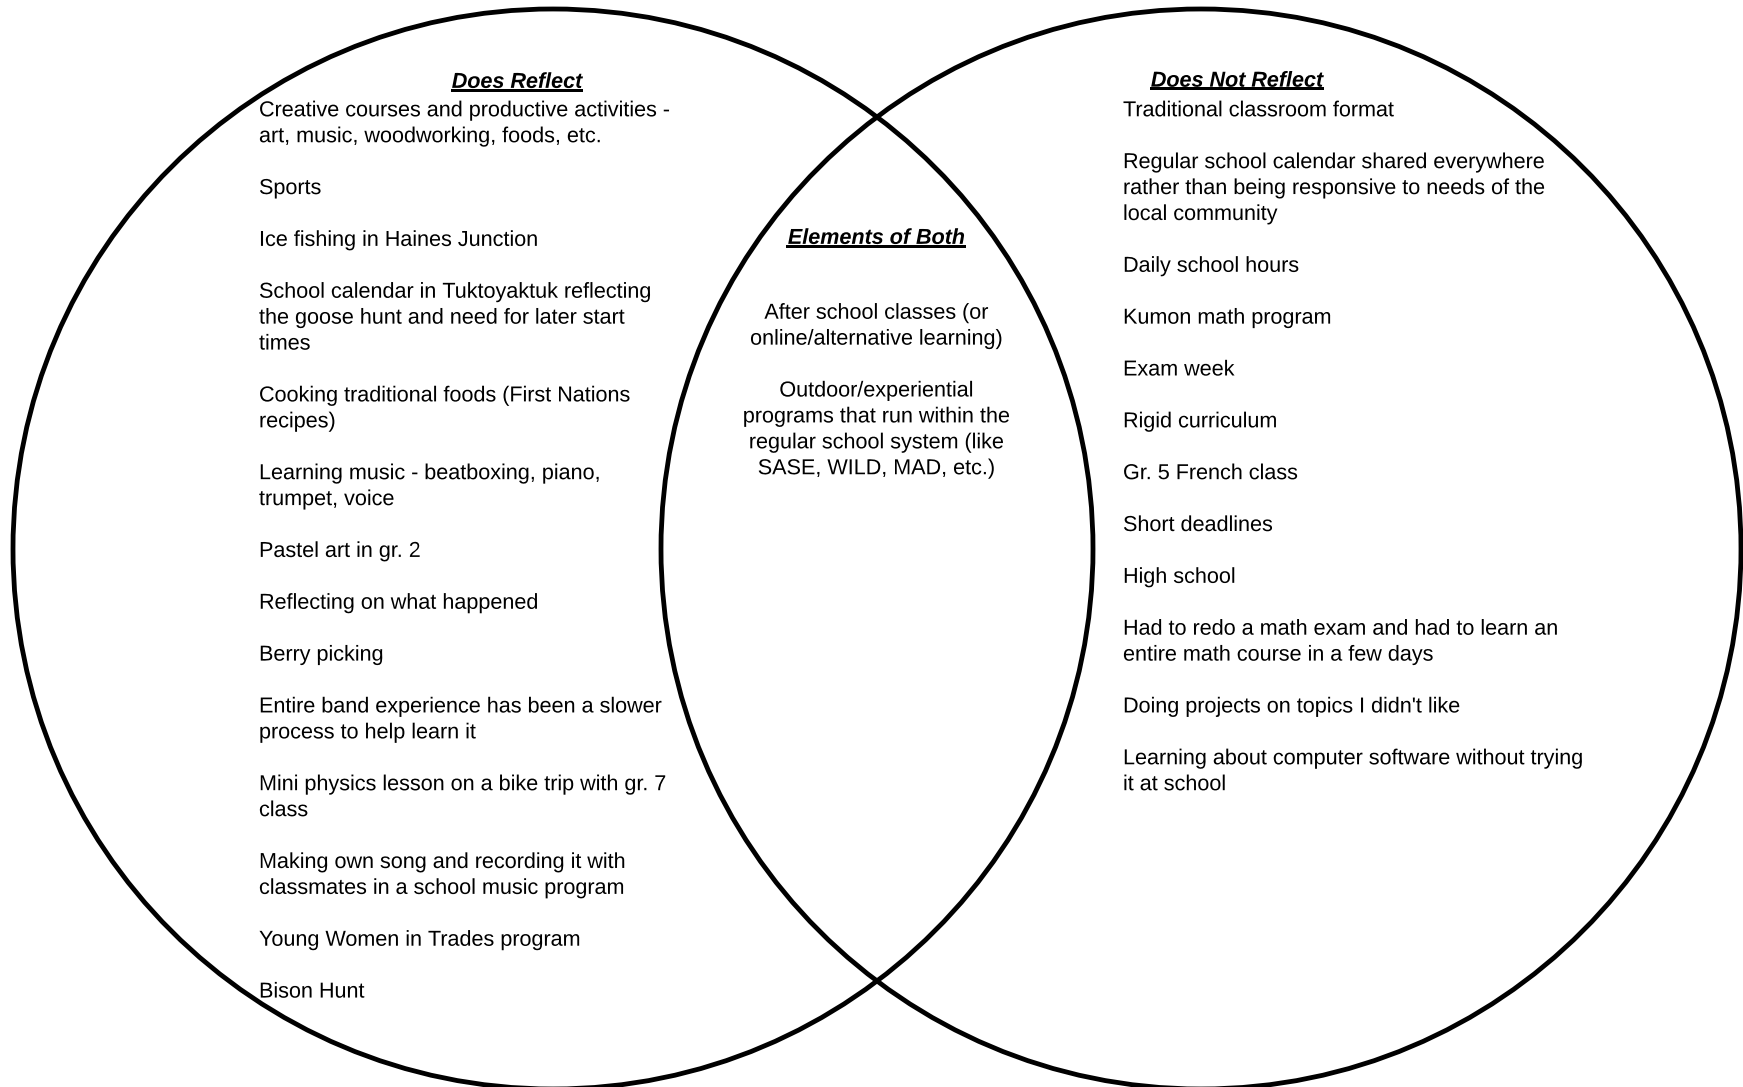 Does Reflect
Creative courses and productive activities -
art, music, woodworking, foods, etc.
Sports
Ice fishing in Haines Junction
School calendar in Tuktoyaktuk reflecting
the goose hunt and need for later start
times
Cooking traditional foods (First Nations
recipes)
Learning music - beatboxing, piano,
trumpet, voice
Pastel art in gr. 2
Reflecting on what happened
Berry picking
Entire band experience has been a slower
process to help learn it
Mini physics lesson on a bike trip with gr. 7
class
Making own song and recording it with
classmates in a school music program
Young Women in Trades program
Bison Hunt
Elements of Both
After school classes (or
online/alternative learning)
Outdoor/experiential
programs that run within the
regular school system (like
SASE, WILD, MAD, etc.)
Does Not Reflect
Traditional classroom format
Regular school calendar shared everywhere
rather than being responsive to needs of the
local community
Daily school hours
Kumon math program
Exam week
Rigid curriculum
Gr. 5 French class
Short deadlines
High school
Had to redo a math exam and had to learn an
entire math course in a few days
Doing projects on topics I didn't like
Learning about computer software without trying
it at school